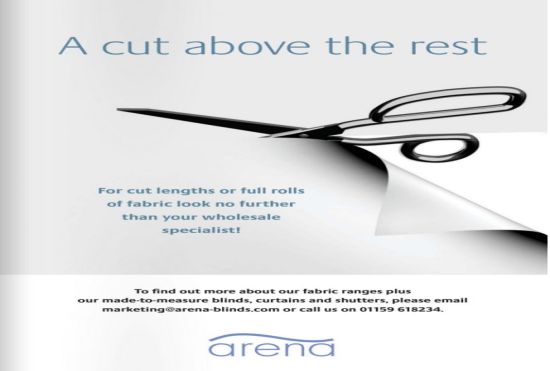 A cut above the rest
For cut lengths or full rolls
of fabric look no further
than your wholesale
specialist!
To find out more about our fabric ranges plus
our made-to-measure blinds, curtains and shutters, please email
marketing@arena-blinds.com or call us on 01159 618234.
arena